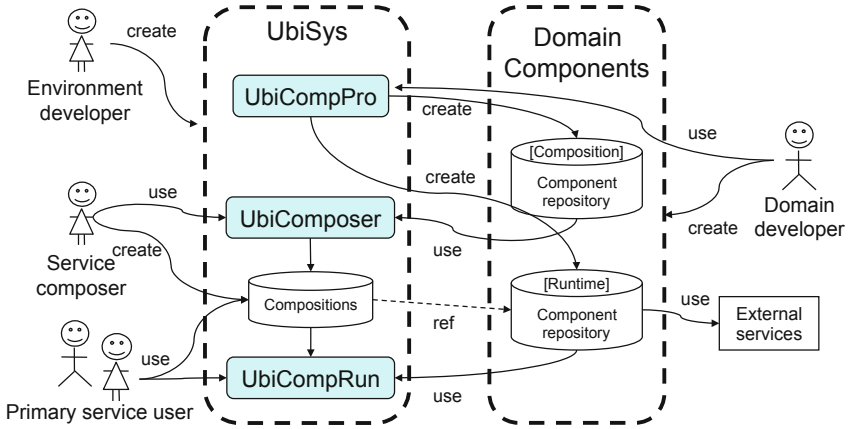 create
UbiSys
Domain
Components
Environment
developer
UbiCompPro
create
use
[Composition]
Component
repository
create
use
UbiComposer
use
create
Domain
developer
create
Service
composer
[Runtime]
Component
repository
Compositions
ref
use
External
services
use
UbiCompRun
use
Primary service user